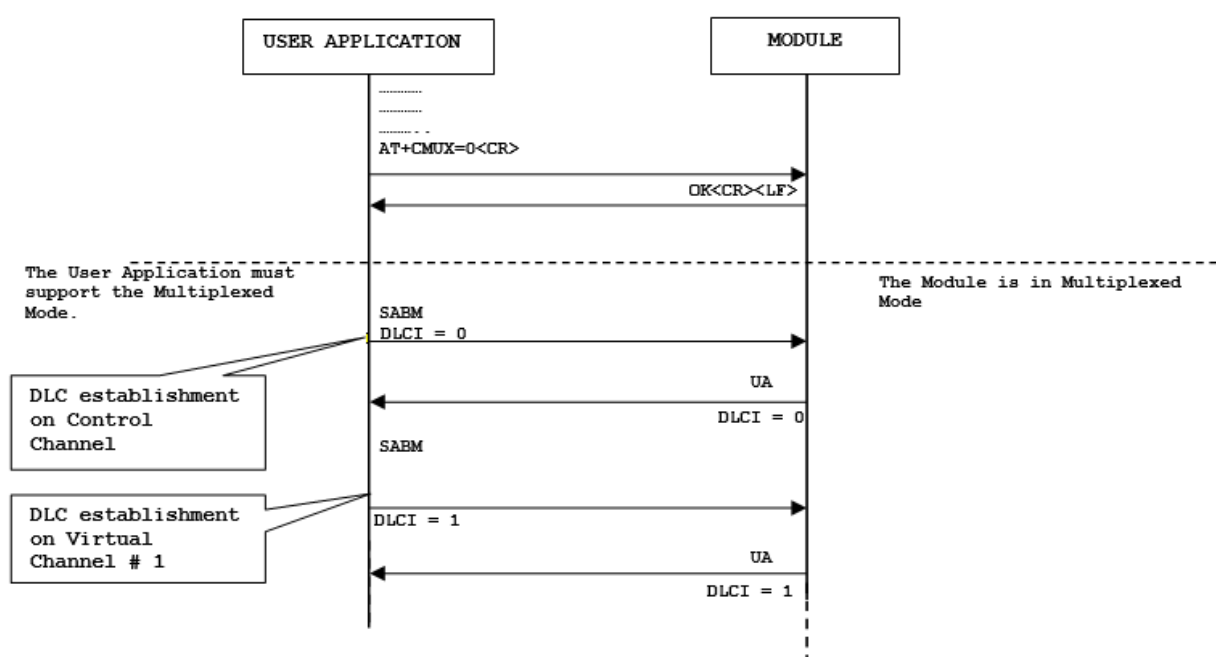 USER APPLICATION
MODULE
............
............
...........
AT+CMUX=0<CR>
OK<CR><LF>
The User Application must
support the Multiplexed
Mode.
The Module is in Multiplexed
Mode
SABM
DLCI = 0
DLC establishment
on Control
Channel
UA
DLCI = 0
SABM
DLC establishment
on Virtual
Channel # 1
DLCI = 1
UA
DLCI = 1